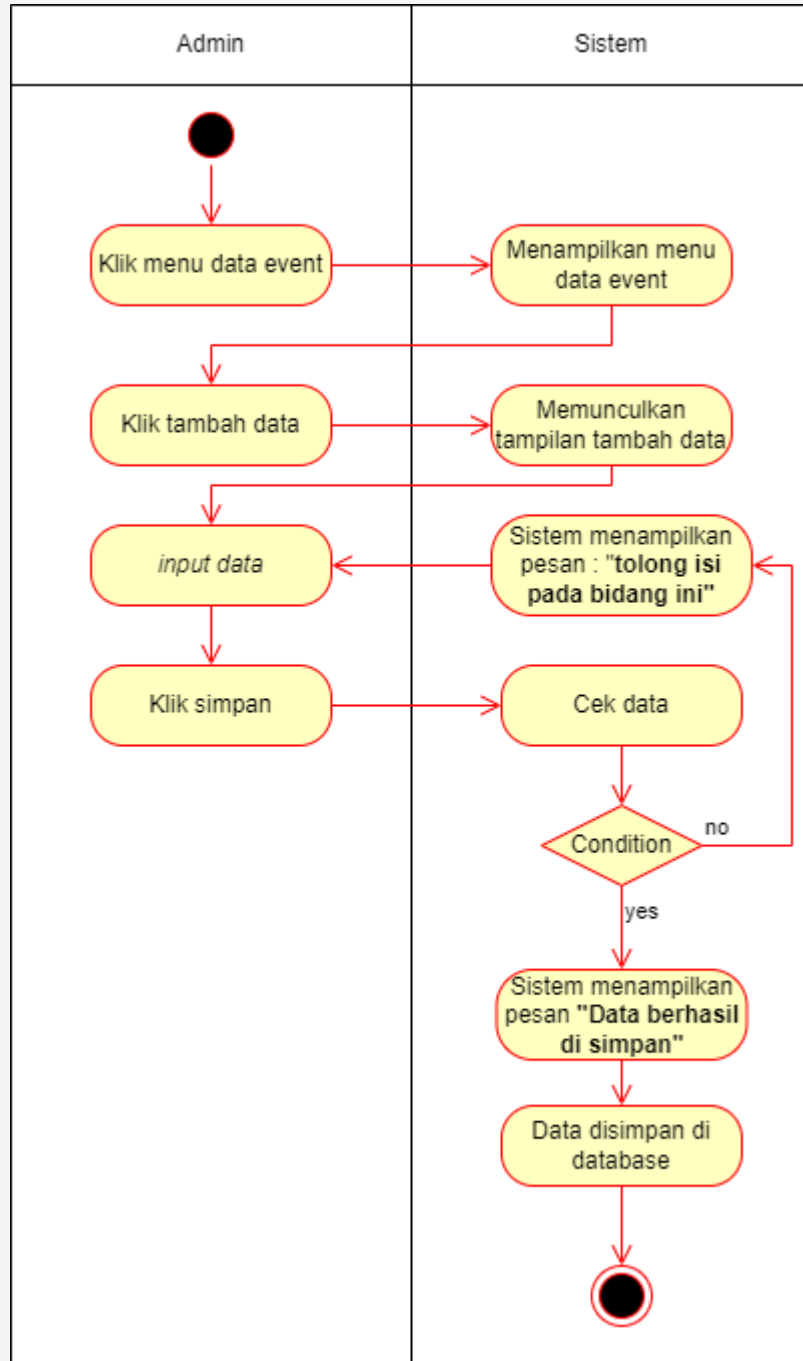 Admin
Sistem
Klik menu data event
Menampilkan menu
data event
Klik tambah data
Memunculkan
tampilan tambah data
input data
Sistem menampilkan
pesan : "tolong isi
pada bidang ini"
Klik simpan
Cek data
Condition
no
yes
Sistem menampilkan
pesan "Data berhasil
di simpan"
Data disimpan di
database